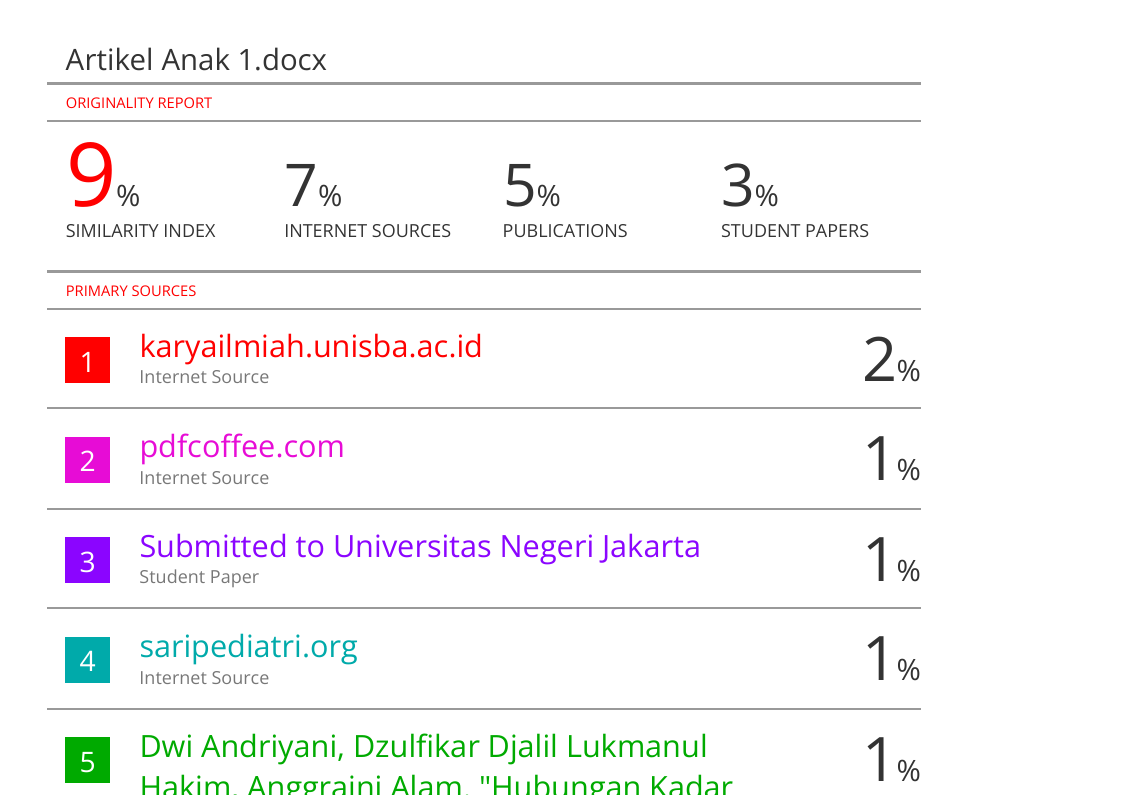 Artikel Anak 1.docx
ORIGINALITY REPORT
9% 7% 5% 3%
SIMILARITY INDEX INTERNET SOURCES PUBLICATIONS STUDENT PAPERS
PRIMARY SOURCES
1 karyailmiah.unisba.ac.id 2%
Internet Source
2 pdfcoffee.com 1%
Internet Source
3 Submitted to Universitas Negeri Jakarta 1%
Student Paper
4 saripediatri.org 1%
Internet Source
5 Dwi Andriyani, Dzulfikar Djalil Lukmanul 1%
Hakim, Anggraini Alam. "Hubungan Kadar